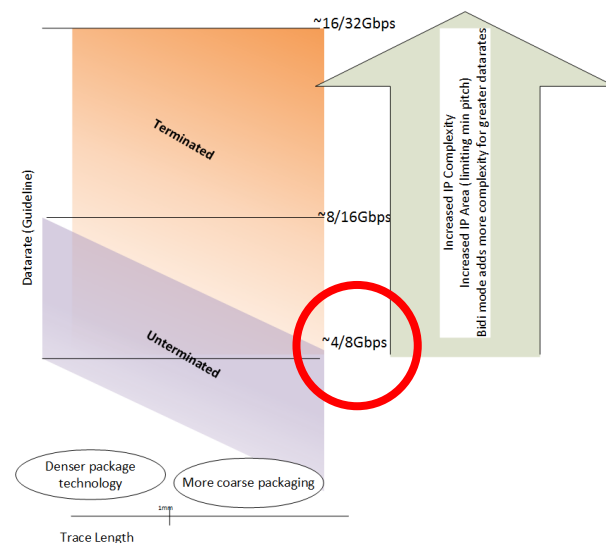 ~16/32Gbps
Terminated
Increased IP Complexity
Increased IP Area (limiting min pitch)
Bidi mode adds more complexity for greater datarates
Datarate (Guideline)
~8/16Gbps
~4/8Gbps
Unterminated
Denser package
technology
More coarse packaging
1mm
Trace Length